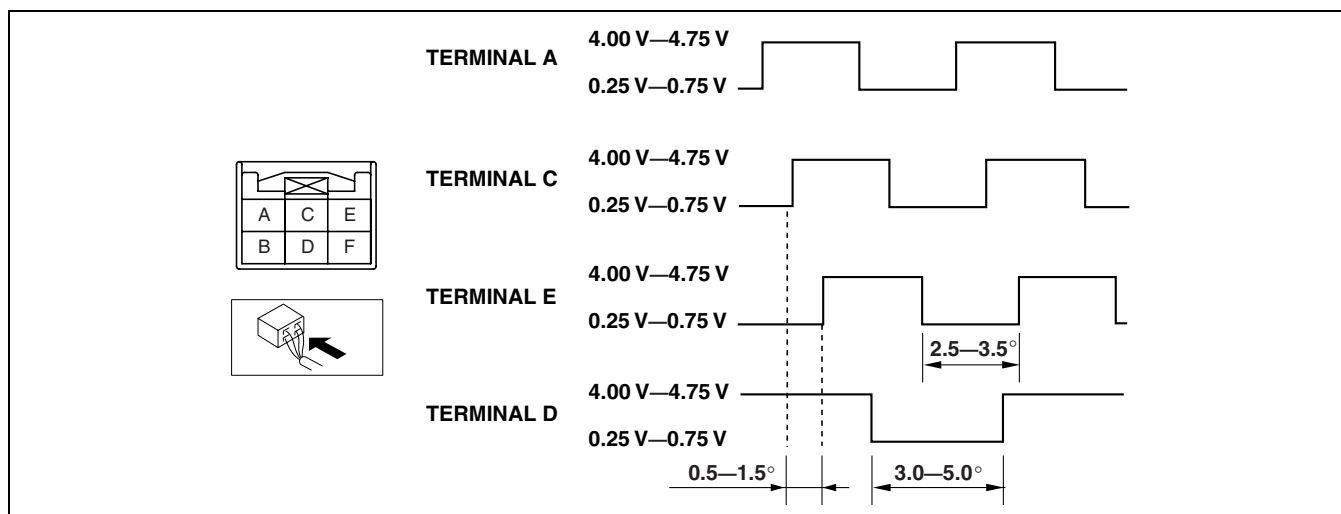 TERMINAL A
4.00 V—4.75 V
0.25 V—0.75 V
TERMINAL C
4.00 V—4.75 V
0.25 V—0.75 V
A C E
B D F
TERMINAL E
4.00 V—4.75 V
0.25 V—0.75 V
2.5—3.5°
TERMINAL D
4.00 V—4.75 V
0.25 V—0.75 V
0.5—1.5°
3.0—5.0°